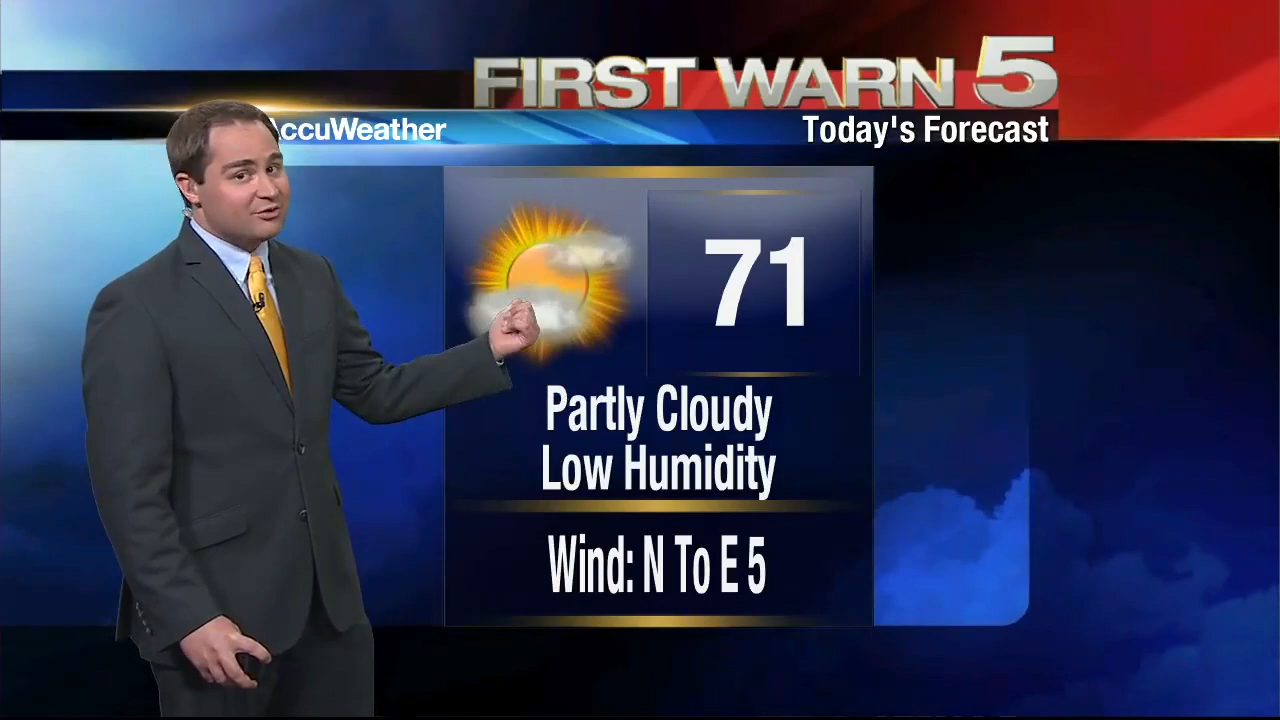 FIRST WARN 5
AccuWeather
Today's Forecast
71
Partly Cloudy
Low Humidity
Wind: N To E 5